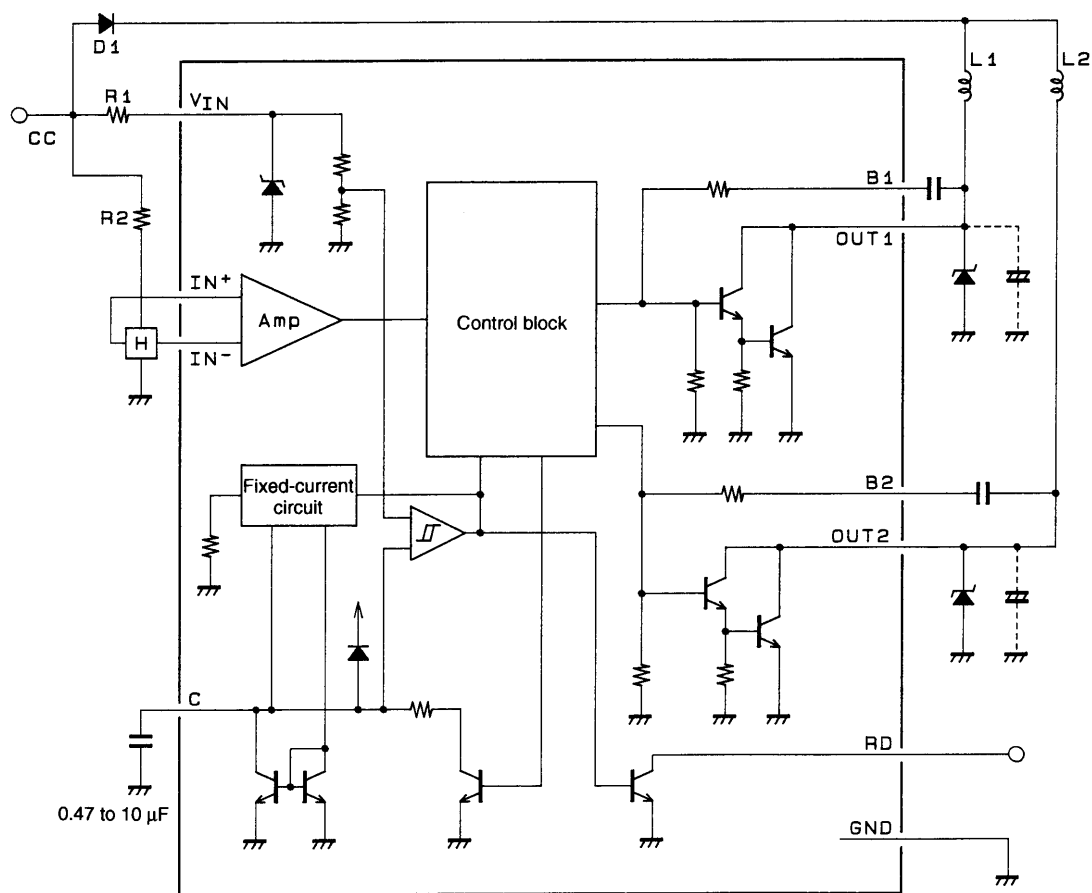 D1
L1
L2
R1
VIN
CC
B1
R2
OUT1
IN+
Amp
Control block
H
IN-
Fixed-current
circuit
B2
OUT2
C
RD
0.47 to 10 µF
GND